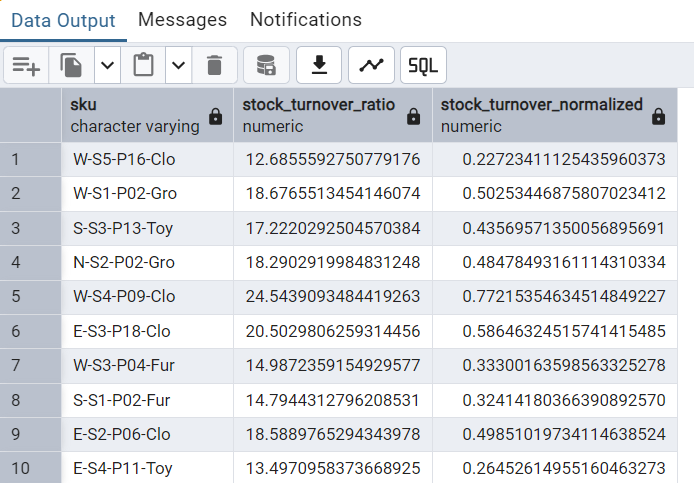 Data Output Messages Notifications
SQL
sku stock_turnover_ratio stock_turnover_normalized
character varying numeric numeric
1 W-S5-P16-Clo 12.6855592750779176 0.22723411125435960373
2 W-S1-P02-Gro 18.6765513454146074 0.50253446875807023412
3 S-S3-P13-Toy 17.2220292504570384 0.43569571350056895691
4 N-S2-P02-Gro 18.2902919984831248 0.48478493161114310334
5 W-S4-P09-Clo 24.5439093484419263 0.77215354634514849227
6 E-S3-P18-Clo 20.5029806259314456 0.58646324515741415485
7 W-S3-P04-Fur 14.9872359154929577 0.33300163598563325278
8 S-S1-P02-Fur 14.7944312796208531 0.32414180366390892570
9 E-S2-P06-Clo 18.5889765294343978 0.49851019734114638524
10 E-S4-P11-Toy 13.4970958373668925 0.26452614955160463273